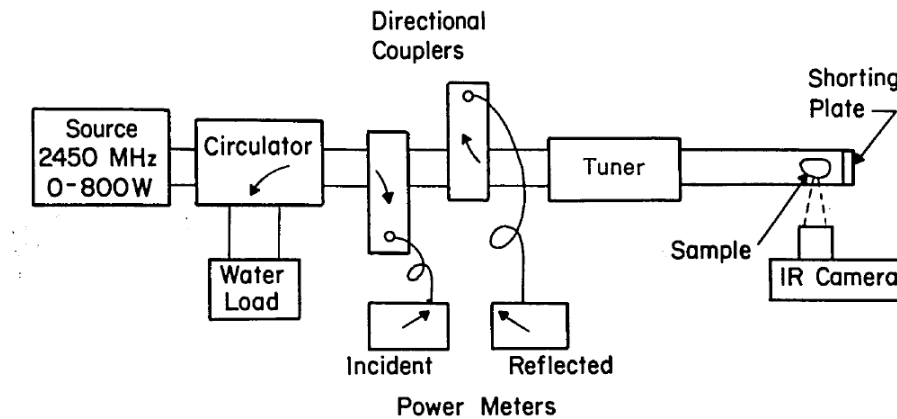 Directional
Couplers
Shorting
Plate
Source
2450 MHz
0-800W
Circulator
Tuner
Sample
Water
Load
IR Camera
Incident
Reflected
Power Meters